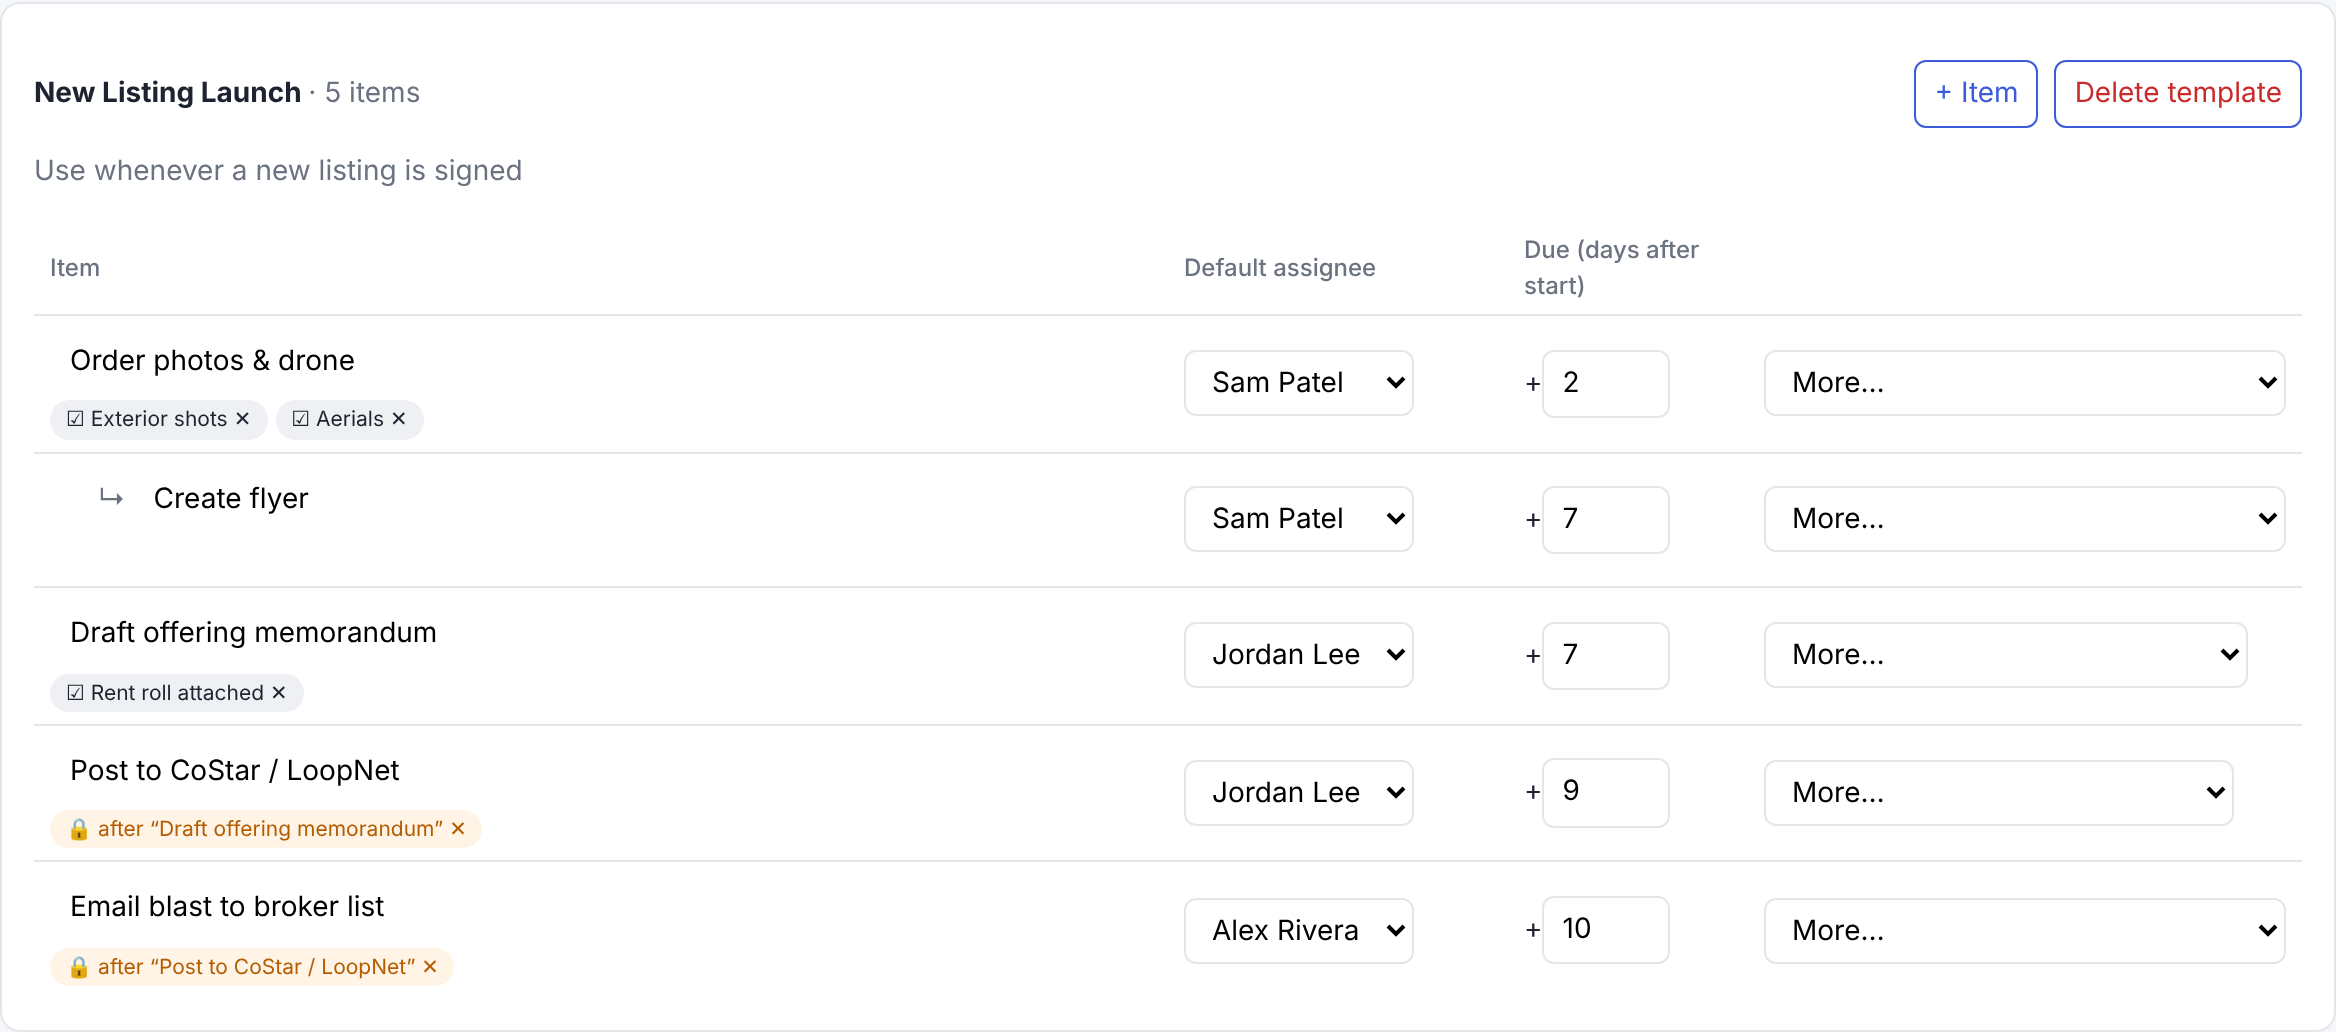 New Listing Launch · 5 items
+ Item
Delete template
Use whenever a new listing is signed
Item
Default assignee
Due (days after
start)
Order photos & drone
☑ Exterior shots ✕
☑ Aerials ✕
Sam Patel
+ 2
More...
↳ Create flyer
Sam Patel
+ 7
More...
Draft offering memorandum
☑ Rent roll attached ✕
Jordan Lee
+ 7
More...
Post to CoStar / LoopNet
🔒 after “Draft offering memorandum” ✕
Jordan Lee
+ 9
More...
Email blast to broker list
🔒 after “Post to CoStar / LoopNet” ✕
Alex Rivera
+ 10
More...